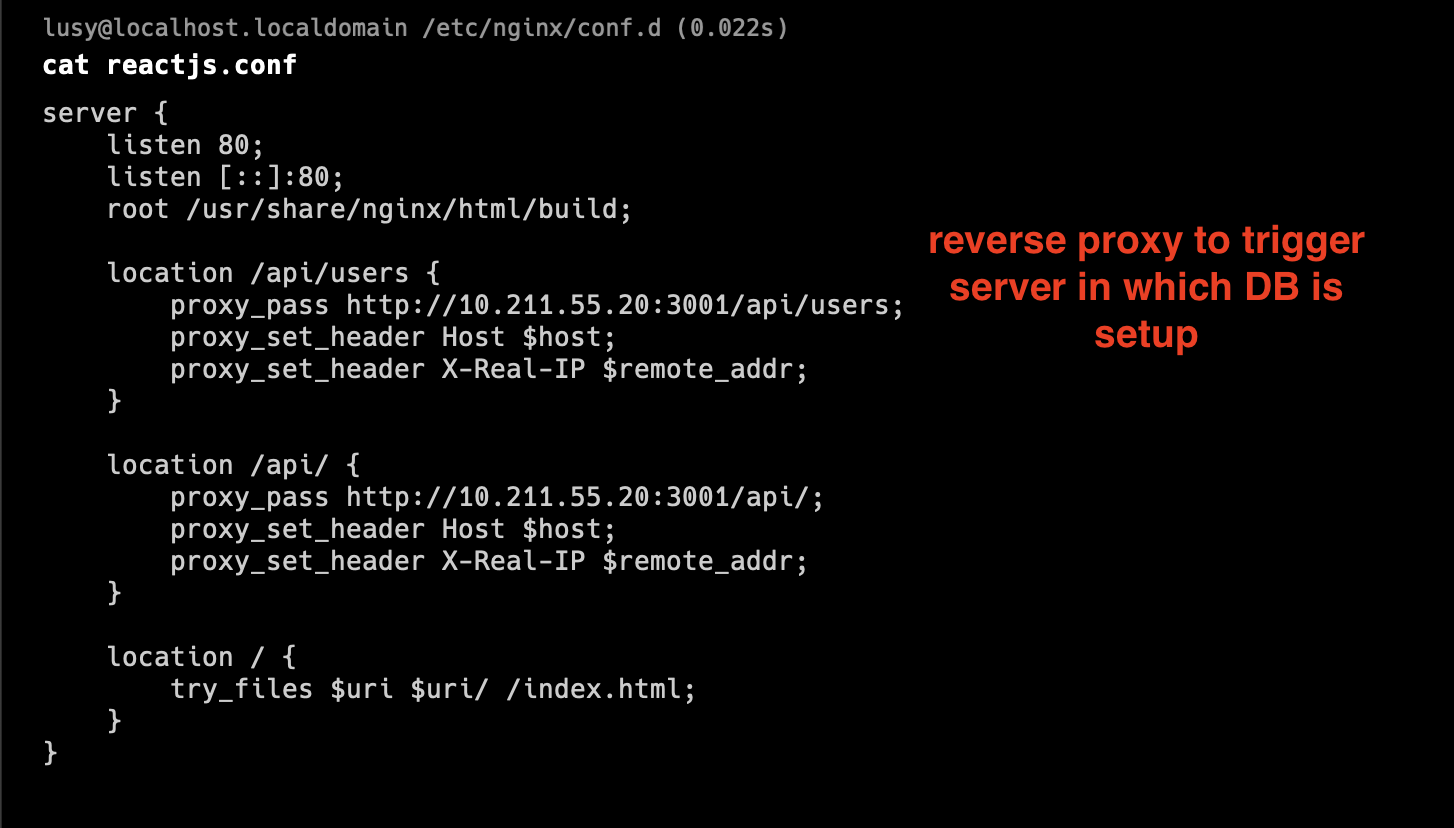 lusy@localhost.localdomain /etc/nginx/conf.d (0.022s)
cat reactjs.conf
server {
    listen 80;
    listen [::]:80;
    root /usr/share/nginx/html/build;
    location /api/users {
        proxy_pass http://10.211.55.20:3001/api/users;
        proxy_set_header Host $host;
        proxy_set_header X-Real-IP $remote_addr;
    }
    location /api/ {
        proxy_pass http://10.211.55.20:3001/api/;
        proxy_set_header Host $host;
        proxy_set_header X-Real-IP $remote_addr;
    }
    location / {
        try_files $uri $uri/ /index.html;
    }
}
reverse proxy to trigger
server in which DB is
setup